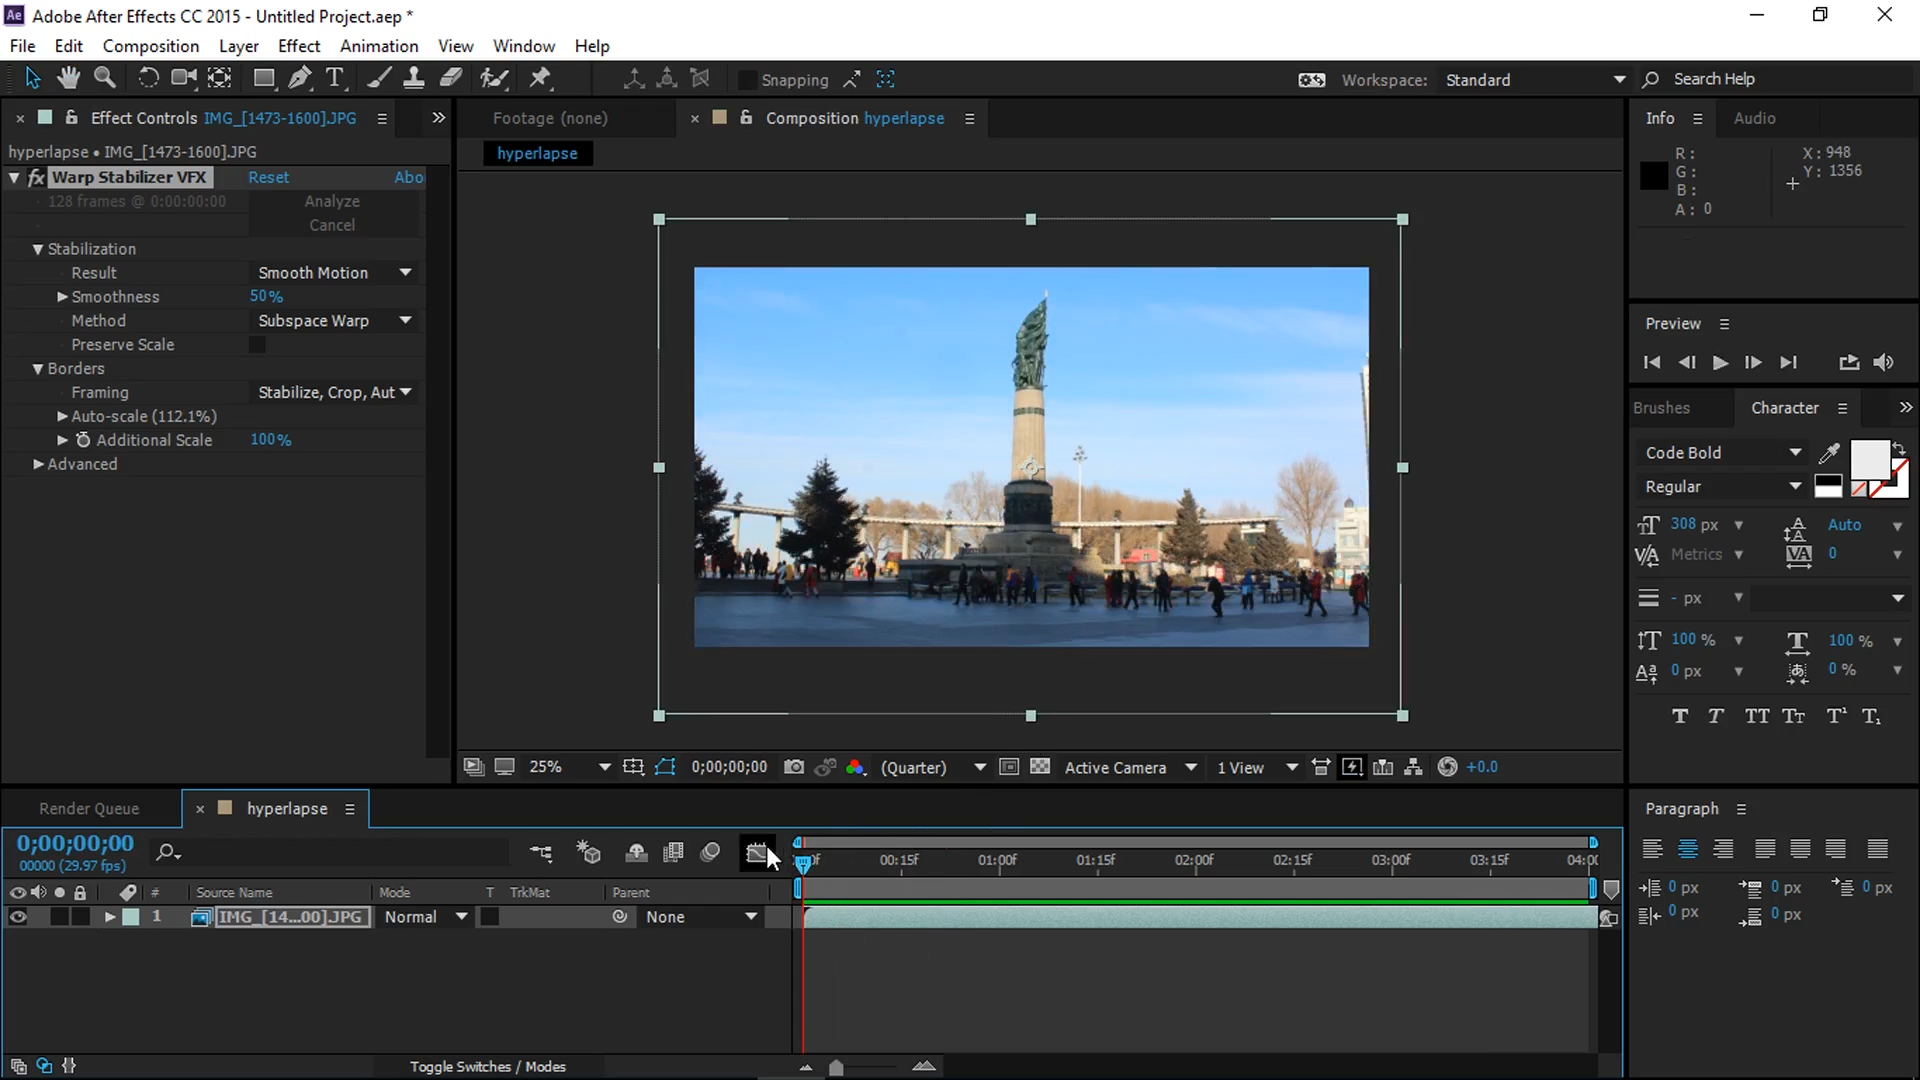 Adobe After Effects CC 2015 - Untitled Project.aep *
File Edit Composition Layer Effect Animation View Window Help
Snapping Workspace: Standard Search Help
Effect Controls IMG_[1473-1600].JPG Footage (none) Composition hyperlapse Info Audio
hyperlapse • IMG_[1473-1600].JPG hyperlapse
R: X: 948
G: Y: 1356
B:
A: 0
fx Warp Stabilizer VFX Reset Abo
128 frames @ 0:00:00:00 Analyze
Cancel
Stabilization
Result Smooth Motion
Smoothness 50%
Method Subspace Warp
Preserve Scale
Borders
Framing Stabilize, Crop, Aut
Auto-scale (112.1%)
Additional Scale 100%
Advanced
Preview
Brushes Character
Code Bold
Regular
308 px Auto
Metrics 0
- px
100 % 100 %
0 px 0 %
T T TT Tt T¹ T₁
25% 0;00;00;00 (Quarter) Active Camera 1 View +0.0
Render Queue hyperlapse
0;00;00;00
00000 (29.97 fps)
00:15f 01:00f 01:15f 02:00f 02:15f 03:00f 03:15f 04:0
# Source Name Mode T TrkMat Parent
1 IMG_[14...00].JPG Normal None
Toggle Switches / Modes
Paragraph
0 px 0 px 0 px
0 px 0 px